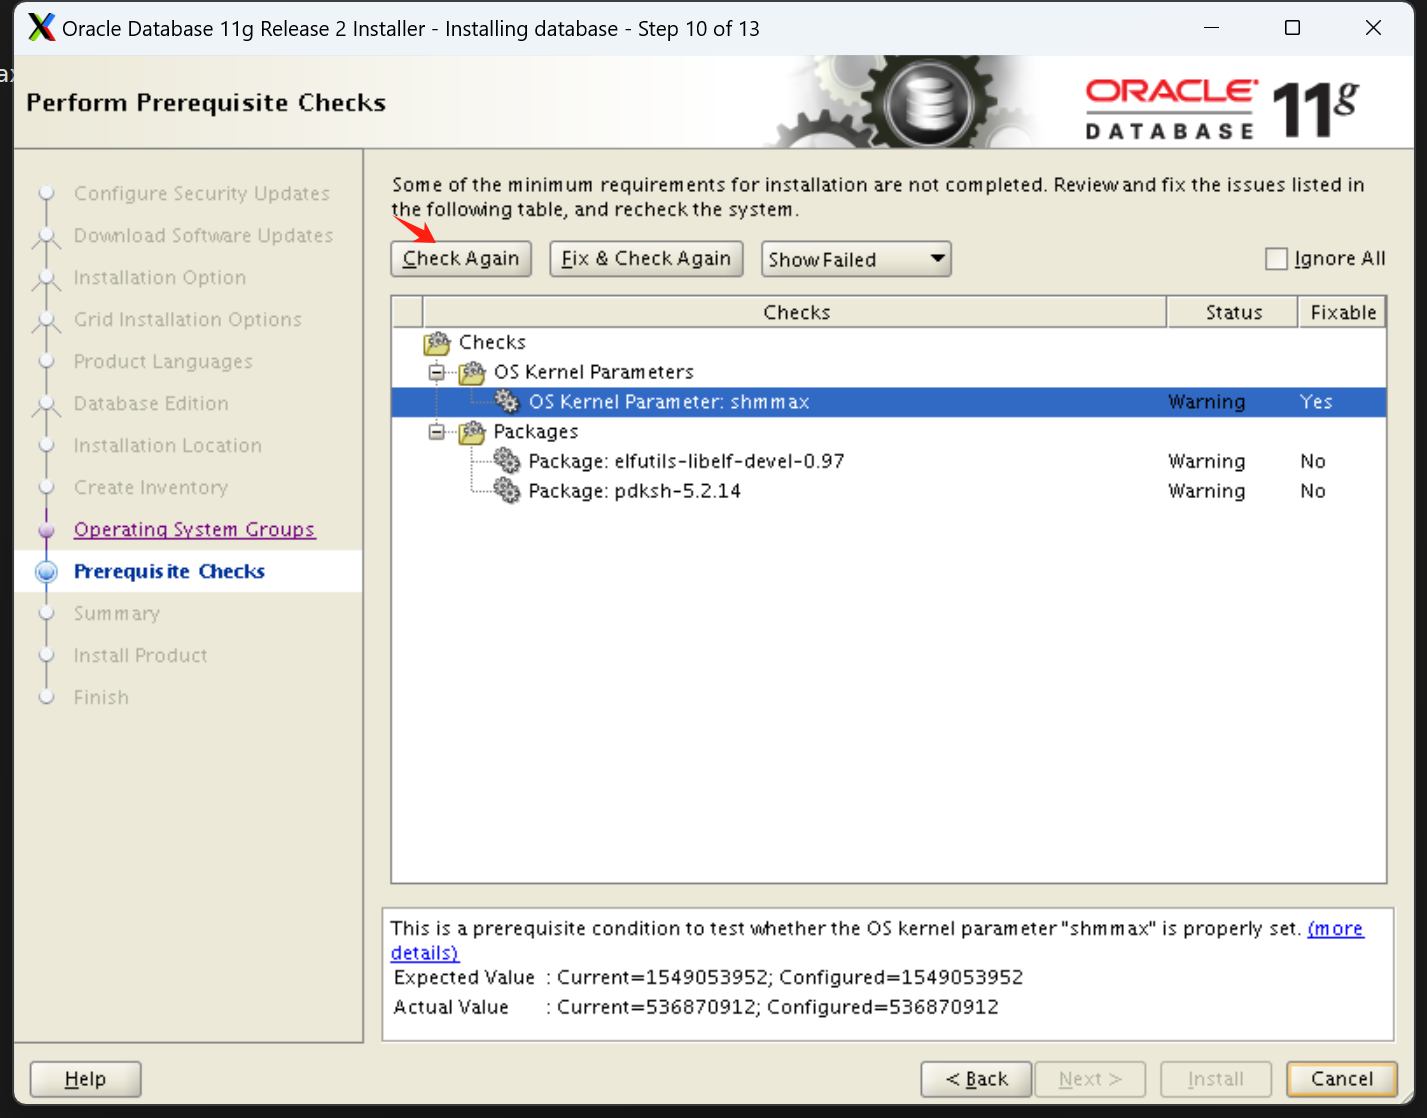 Oracle Database 11g Release 2 Installer - Installing database - Step 10 of 13
ax
Perform Prerequisite Checks
ORACLE
DATABASE
11g
Configure Security Updates
Download Software Updates
Installation Option
Grid Installation Options
Product Languages
Database Edition
Installation Location
Create Inventory
Operating System Groups
Prerequisite Checks
Summary
Install Product
Finish
Some of the minimum requirements for installation are not completed. Review and fix the issues listed in
the following table, and recheck the system.
Check Again Fix & Check Again Show Failed Ignore All
Checks Status Fixable
Checks
OS Kernel Parameters
OS Kernel Parameter: shmmax Warning Yes
Packages
Package: elfutils-libelf-devel-0.97 Warning No
Package: pdksh-5.2.14 Warning No
This is a prerequisite condition to test whether the OS kernel parameter "shmmax" is properly set. (more
details)
Expected Value : Current=1549053952; Configured=1549053952
Actual Value : Current=536870912; Configured=536870912
Help < Back Next > Install Cancel